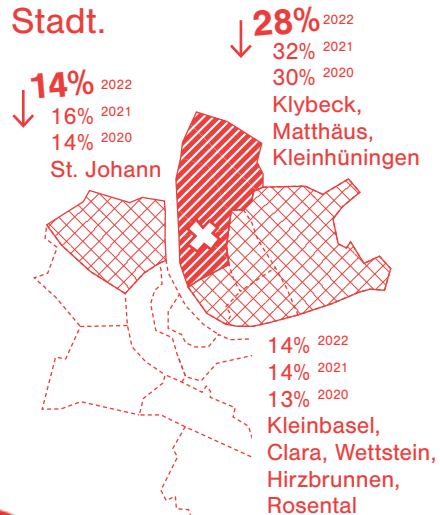 Stadt.
28% 2022
32% 2021
30% 2020
Klybeck,
Matthäus,
Kleinhüningen
14% 2022
16% 2021
14% 2020
St. Johann
14% 2022
14% 2021
13% 2020
Kleinbasel,
Clara, Wettstein,
Hirzbrunnen,
Rosental